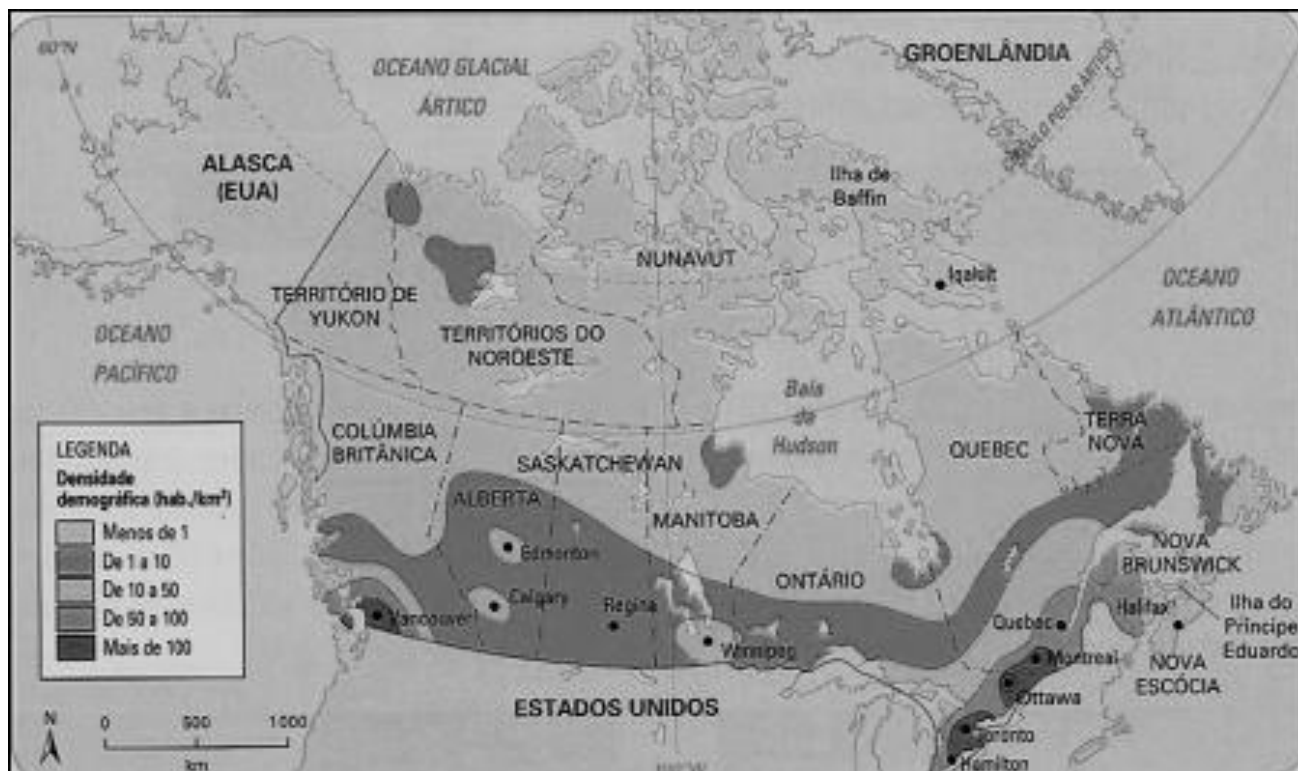 60°N
OCEANO GLACIAL
ÁRTICO
GROENLÂNDIA
CÍRCULO POLAR ÁRTICO
ALASCA
(EUA)
Ilha de
Baffin
NUNAVUT
Iqaluit
OCEANO
ATLÂNTICO
TERRITÓRIO DE
YUKON
TERRITÓRIOS DO
NOROESTE
OCEANO
PACÍFICO
Baía
de
Hudson
COLÚMBIA
BRITÂNICA
SASKATCHEWAN
QUEBEC
TERRA
NOVA
ALBERTA
MANITOBA
ONTÁRIO
Edmonton
Calgary
Regina
Vancouver
Winnipeg
NOVA
BRUNSWICK
Quebec
Halifax
Ilha do
Príncipe
Eduardo
Montreal
NOVA
ESCÓCIA
Ottawa
Toronto
Hamilton
ESTADOS UNIDOS
LEGENDA
Densidade
demográfica (hab./km²)
Menos de 1
De 1 a 10
De 10 a 50
De 50 a 100
Mais de 100
N
0 500 1 000
km